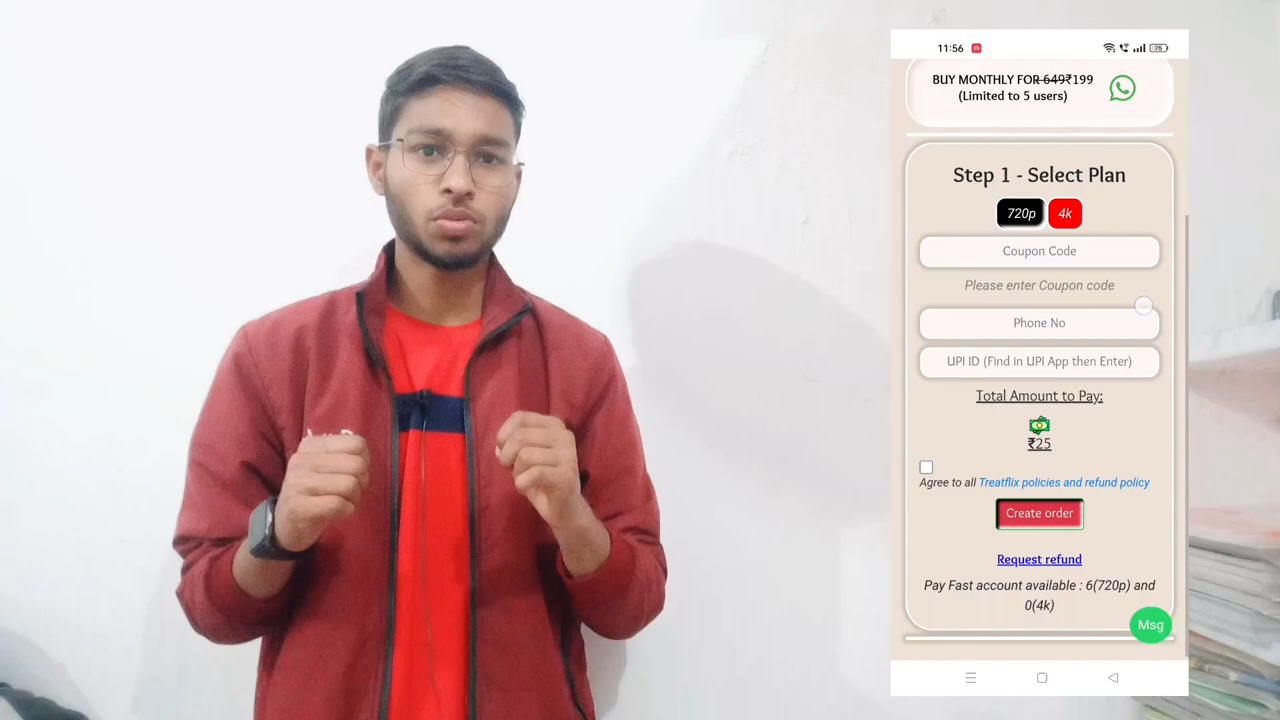 11:56
75
BUY MONTHLY FOR 649₹199
(Limited to 5 users)
Step 1 - Select Plan
720p 4k
Coupon Code
Please enter Coupon code
Phone No
UPI ID (Find in UPI App then Enter)
Total Amount to Pay:
₹25
Agree to all Treatflix policies and refund policy
Create order
Request refund
Pay Fast account available : 6(720p) and
0(4k)
Msg